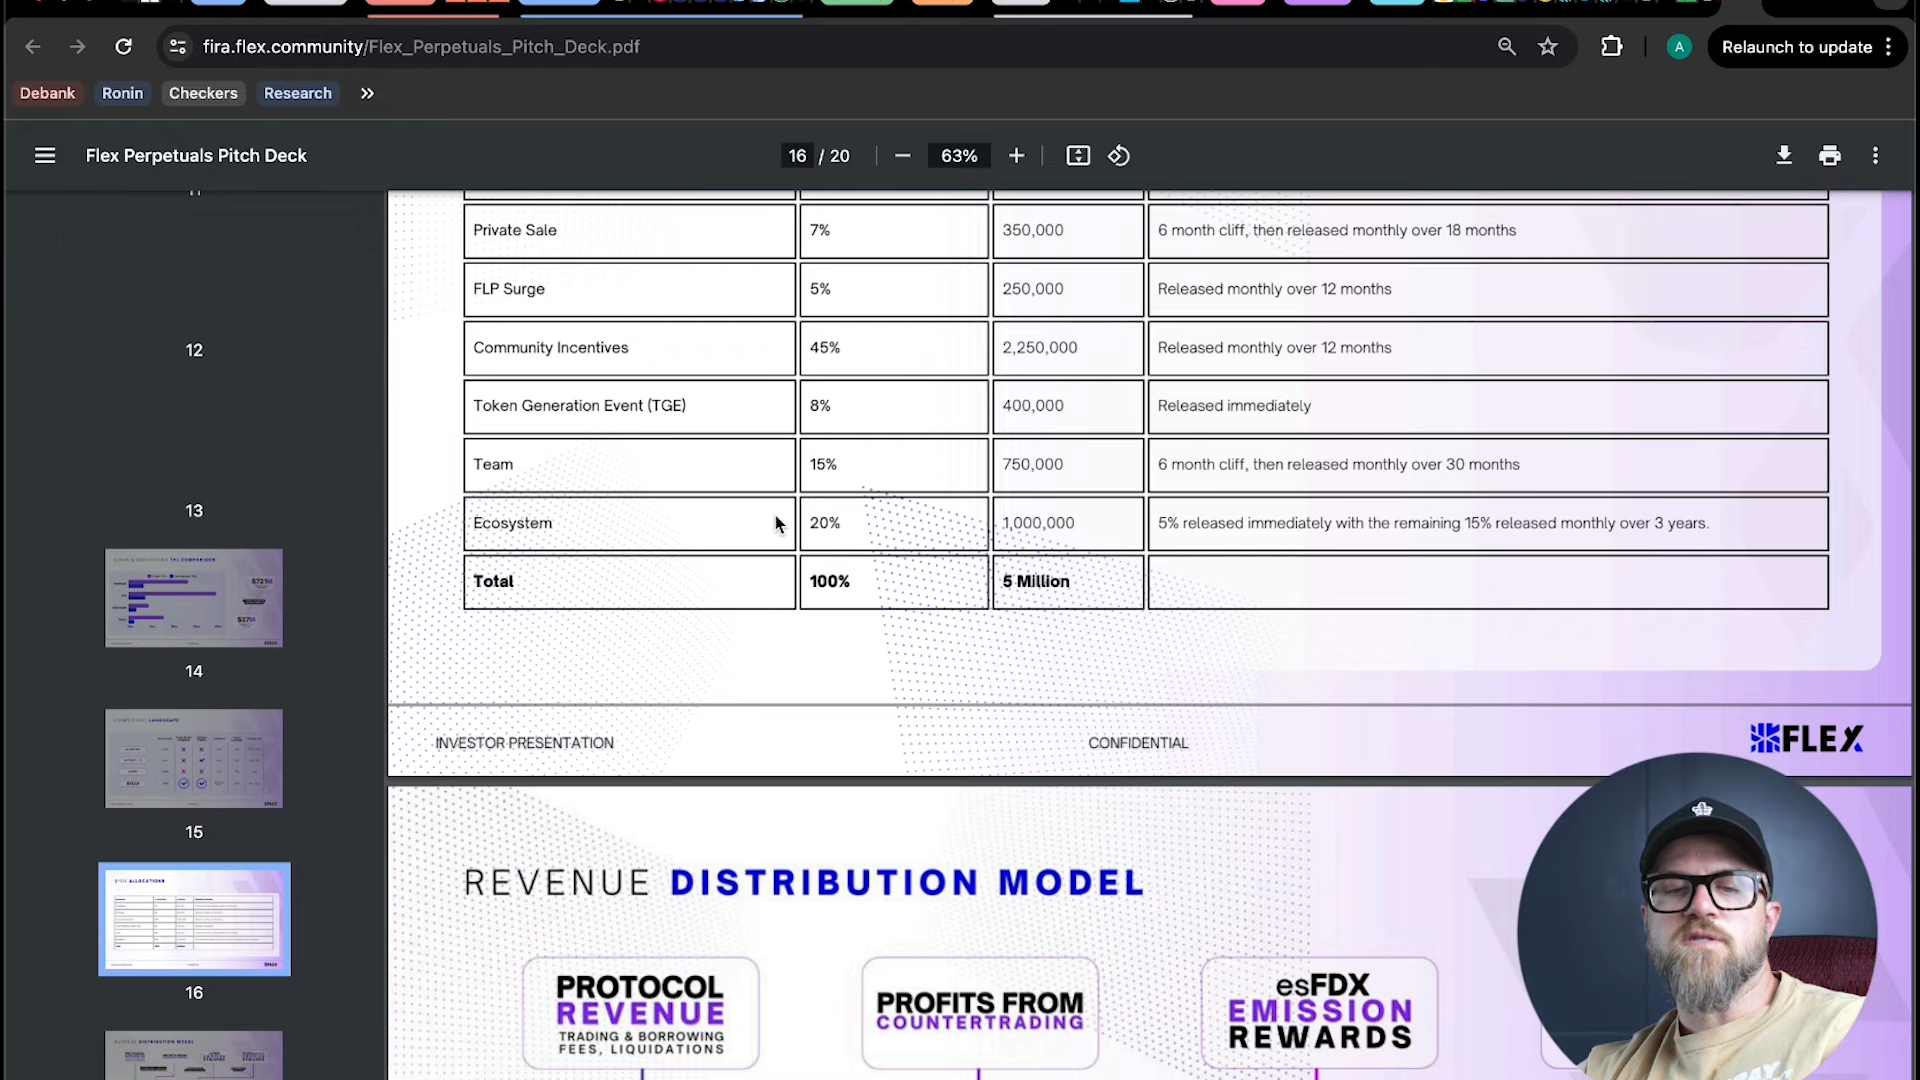 fira.flex.community/Flex_Perpetuals_Pitch_Deck.pdf
A
Relaunch to update
Debank
Ronin
Checkers
Research
Flex Perpetuals Pitch Deck
16 / 20
63%
12
13
14
15
16
Private Sale 7% 350,000 6 month cliff, then released monthly over 18 months
FLP Surge 5% 250,000 Released monthly over 12 months
Community Incentives 45% 2,250,000 Released monthly over 12 months
Token Generation Event (TGE) 8% 400,000 Released immediately
Team 15% 750,000 6 month cliff, then released monthly over 30 months
Ecosystem 20% 1,000,000 5% released immediately with the remaining 15% released monthly over 3 years.
Total 100% 5 Million
INVESTOR PRESENTATION
CONFIDENTIAL
FLEX
REVENUE DISTRIBUTION MODEL
PROTOCOL
REVENUE
TRADING & BORROWING
FEES, LIQUIDATIONS
PROFITS FROM
COUNTERTRADING
esFDX
EMISSION
REWARDS